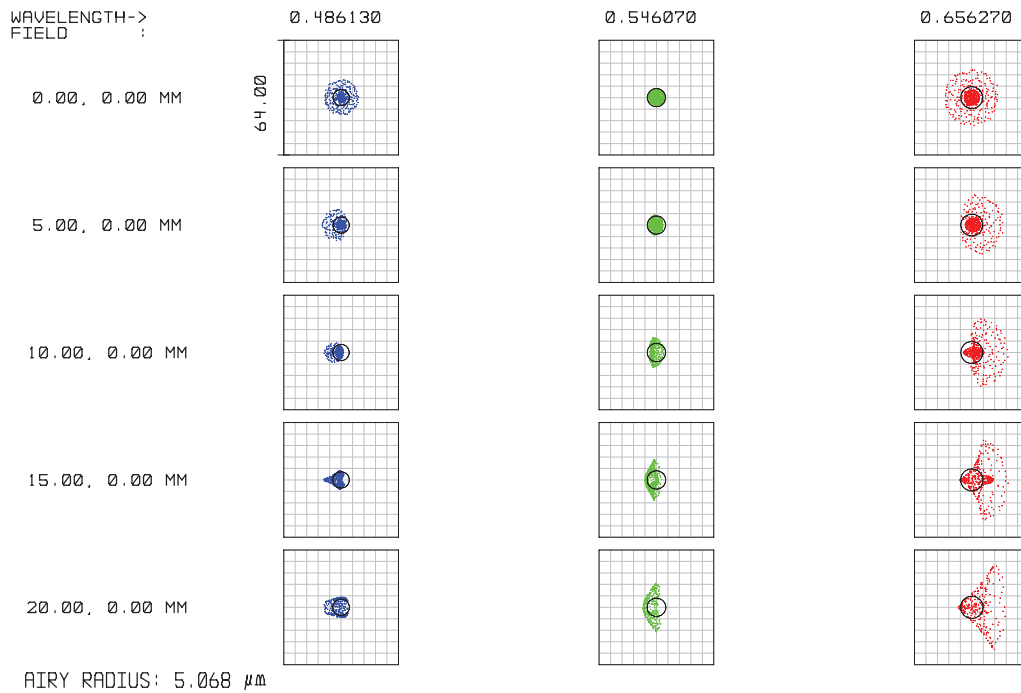 WAVELENGTH-> 0.486130 0.546070 0.656270
FIELD :
0.00, 0.00 MM
64.00
5.00, 0.00 MM
10.00, 0.00 MM
15.00, 0.00 MM
20.00, 0.00 MM
AIRY RADIUS: 5.068 µm